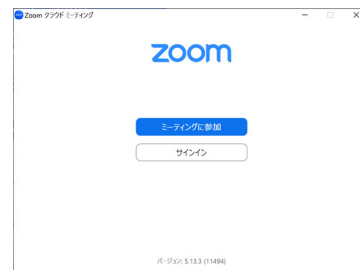 Zoom クラウド ミーティング
zoom
ミーティングに参加
サインイン
バージョン: 5.13.3 (11494)